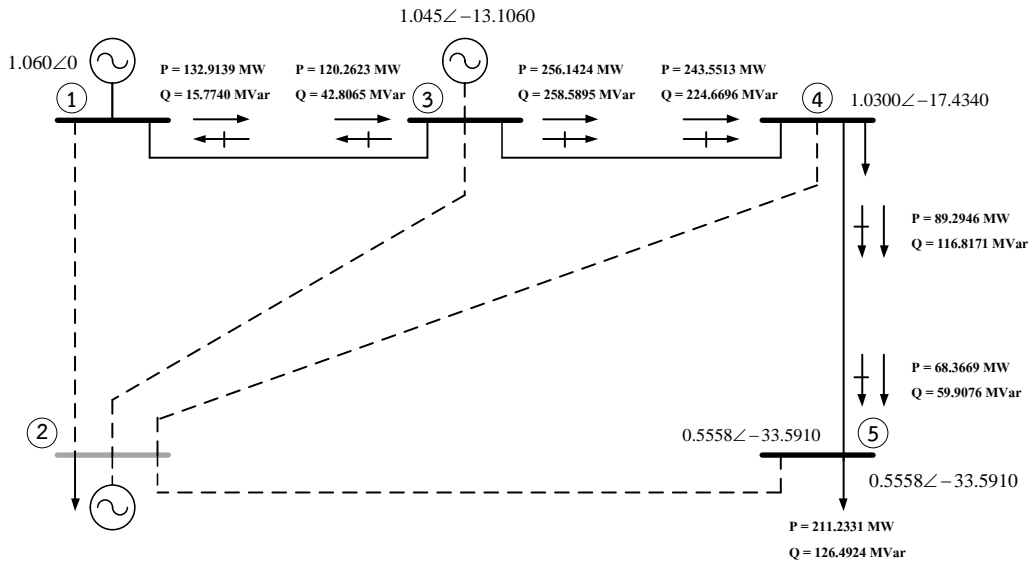 1.045∠−13.1060
1.060∠0
P = 132.9139 MW
Q = 15.7740 MVar
P = 120.2623 MW
Q = 42.8065 MVar
P = 256.1424 MW
Q = 258.5895 MVar
P = 243.5513 MW
Q = 224.6696 MVar
1
3
4
1.0300∠−17.4340
P = 89.2946 MW
Q = 116.8171 MVar
P = 68.3669 MW
Q = 59.9076 MVar
2
0.5558∠−33.5910
5
0.5558∠−33.5910
P = 211.2331 MW
Q = 126.4924 MVar